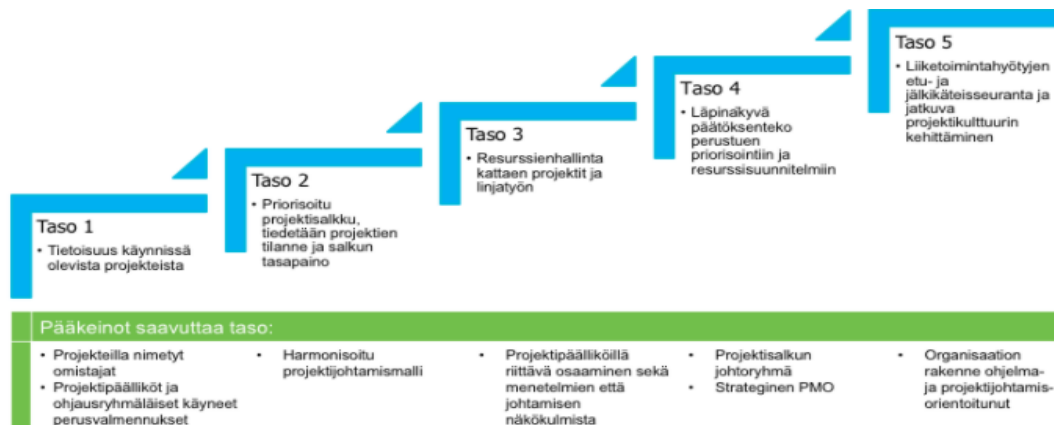 Taso 1
• Tietoisuus käynnissä
olevista projekteista
Taso 2
• Priorisoitu
projektisalkku,
tiedetään projektien
tilanne ja salkun
tasapaino
Taso 3
• Resurssienhallinta
kattaen projektit ja
linjatyön
Taso 4
• Läpinäkyvä
päätöksenteko
perustuen
priorisointiin ja
resurssisuunnitelmiin
Taso 5
• Liiketoimintahyötyjen
etu- ja
jälkikäteisseuranta ja
jatkuva
projektikulttuurin
kehittäminen
Pääkeinot saavuttaa taso:
• Projekteilla nimetyt
omistajat
• Projektipäälliköt ja
ohjausryhmäläiset käyneet
perusvalmennukset
• Harmonisoitu
projektijohtamismalli
• Projektipäälliköillä
riittävä osaaminen sekä
menetelmien että
johtamisen
näkökulmista
• Projektisalkun
johtoryhmä
• Strateginen PMO
• Organisaation
rakenne ohjelma-
ja projektijohtamis-
orientoitunut